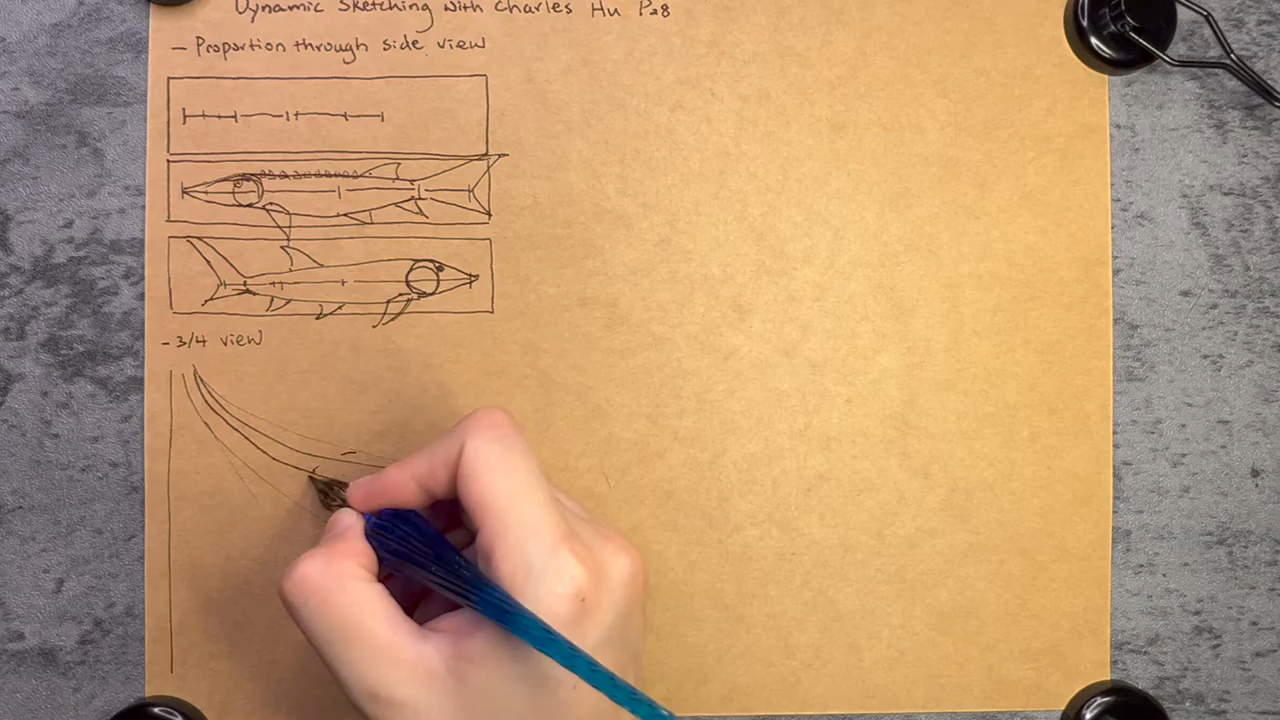 Dynamic Sketching with Charles Hu P28
- Proportion through side view
- 3/4 view